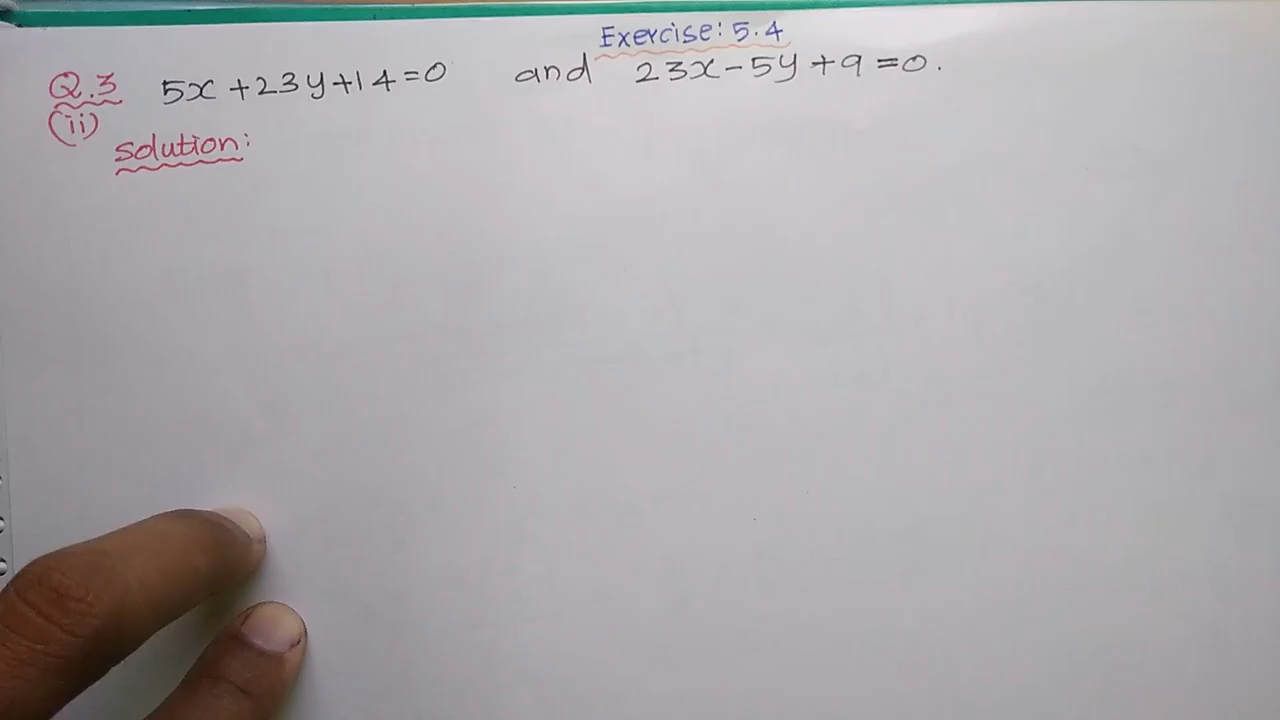 Exercise: 5.4
Q.3 5x+23y+14=0 and 23x-5y+9=0.
(ii)
Solution: